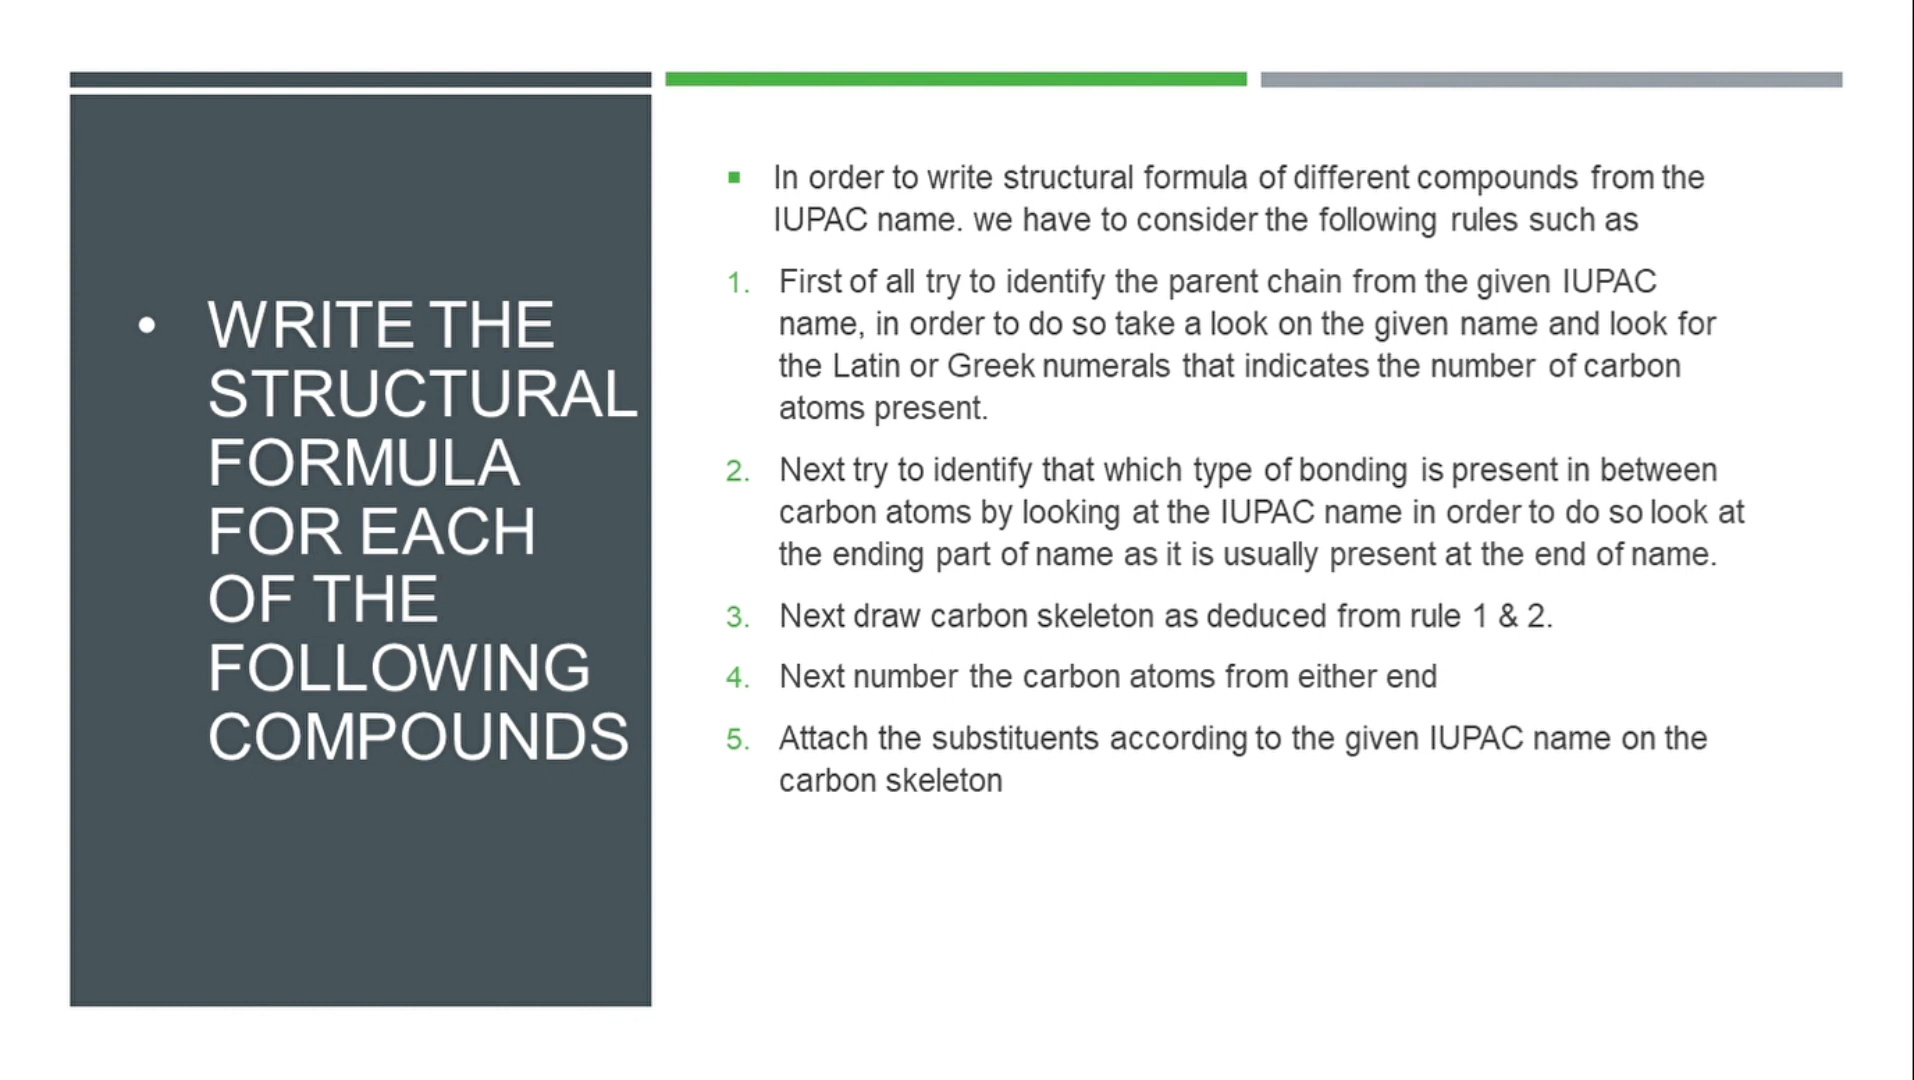 • WRITE THE
STRUCTURAL
FORMULA
FOR EACH
OF THE
FOLLOWING
COMPOUNDS
▪ In order to write structural formula of different compounds from the
IUPAC name. we have to consider the following rules such as
1. First of all try to identify the parent chain from the given IUPAC
name, in order to do so take a look on the given name and look for
the Latin or Greek numerals that indicates the number of carbon
atoms present.
2. Next try to identify that which type of bonding is present in between
carbon atoms by looking at the IUPAC name in order to do so look at
the ending part of name as it is usually present at the end of name.
3. Next draw carbon skeleton as deduced from rule 1 & 2.
4. Next number the carbon atoms from either end
5. Attach the substituents according to the given IUPAC name on the
carbon skeleton